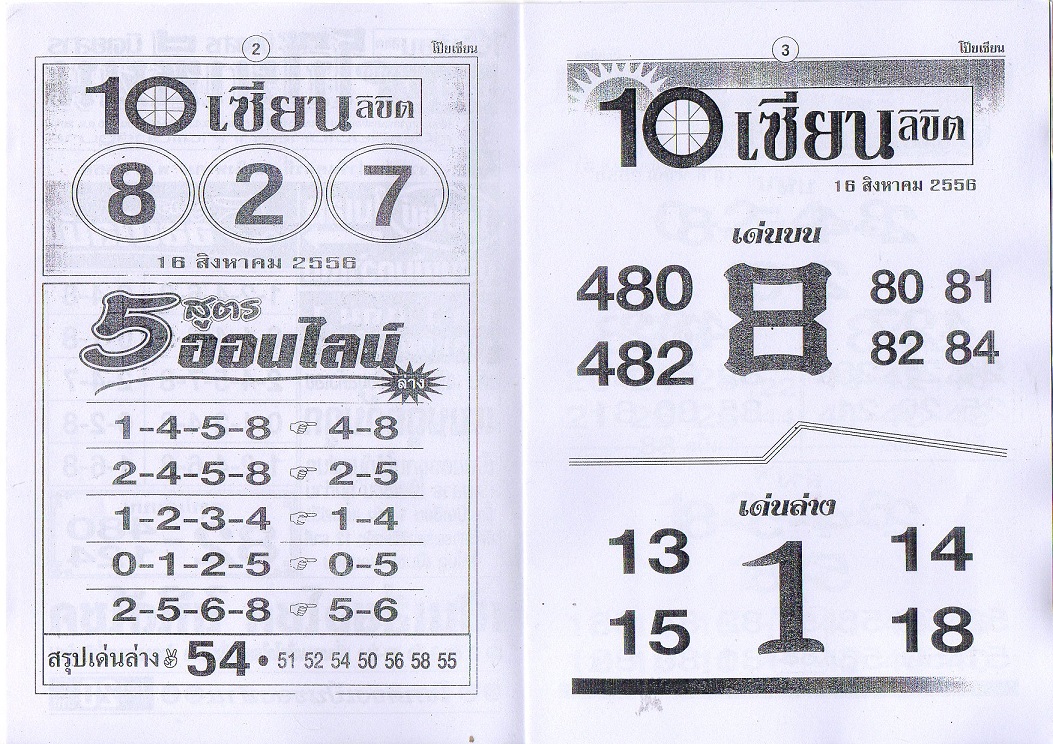 2
โป๊ยเซียน
10 เซียน ลิขิต
8 2 7
16 สิงหาคม 2556
5 สูตร
ออนไลน์
ล่าง
1-4-5-8 ☞ 4-8
2-4-5-8 ☞ 2-5
1-2-3-4 ☞ 1-4
0-1-2-5 ☞ 0-5
2-5-6-8 ☞ 5-6
สรุปเด่นล่าง✌ 54 • 51 52 54 50 56 58 55
3
โป๊ยเซียน
10 เซียน ลิขิต
16 สิงหาคม 2556
เด่นบน
480 8 80 81
482 82 84
เด่นล่าง
13 1 14
15 18